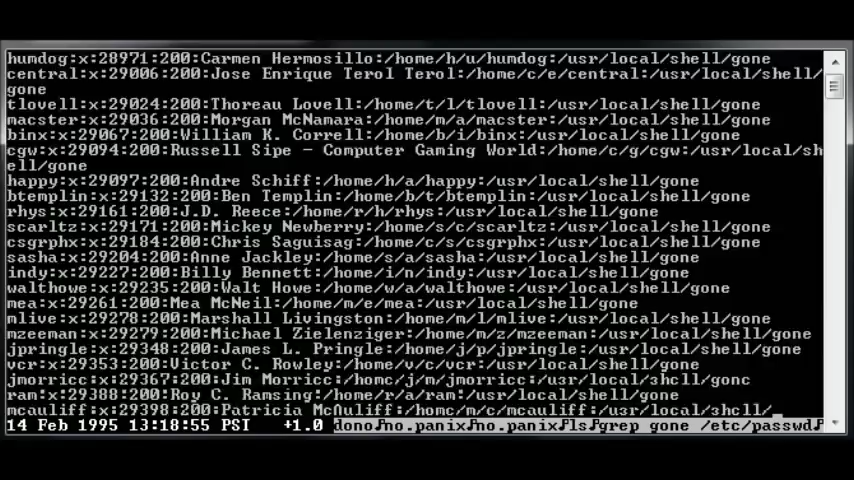 humdog:x:28971:200:Carmen Hermosillo:/home/h/u/humdog:/usr/local/shell/gone
central:x:29006:200:Jose Enrique Terol Terol:/home/c/e/central:/usr/local/shell/
gone
tlovell:x:29024:200:Thoreau Lovell:/home/t/l/tlovell:/usr/local/shell/gone
macster:x:29036:200:Morgan McNamara:/home/m/a/macster:/usr/local/shell/gone
binx:x:29067:200:William K. Correll:/home/b/i/binx:/usr/local/shell/gone
cgw:x:29094:200:Russell Sipe - Computer Gaming World:/home/c/g/cgw:/usr/local/sh
ell/gone
happy:x:29097:200:Andre Schiff:/home/h/a/happy:/usr/local/shell/gone
btemplin:x:29132:200:Ben Templin:/home/b/t/btemplin:/usr/local/shell/gone
rhys:x:29161:200:J.D. Reece:/home/r/h/rhys:/usr/local/shell/gone
scarltz:x:29171:200:Mickey Newberry:/home/s/c/scarltz:/usr/local/shell/gone
csgrphx:x:29184:200:Chris Saguisag:/home/c/s/csgrphx:/usr/local/shell/gone
sasha:x:29204:200:Anne Jackley:/home/s/a/sasha:/usr/local/shell/gone
indy:x:29227:200:Billy Bennett:/home/i/n/indy:/usr/local/shell/gone
walthowe:x:29235:200:Walt Howe:/home/w/a/walthowe:/usr/local/shell/gone
mea:x:29261:200:Mea McNeil:/home/m/e/mea:/usr/local/shell/gone
mlive:x:29278:200:Marshall Livingston:/home/m/l/mlive:/usr/local/shell/gone
mzeeman:x:29279:200:Michael Zielenziger:/home/m/z/mzeeman:/usr/local/shell/gone
jpringle:x:29348:200:James L. Pringle:/home/j/p/jpringle:/usr/local/shell/gone
vcr:x:29353:200:Victor C. Rowley:/home/v/c/vcr:/usr/local/shell/gone
jmorricc:x:29367:200:Jim Morricc:/homc/j/m/jmorricc:/u3r/local/3hcll/gonc
ram:x:29388:200:Roy C. Ramsing:/home/r/a/ram:/usr/local/shell/gone
mcauliff:x:29398:200:Patricia McAuliff:/homc/m/c/mcauliff:/usr/local/3hcll/_
14 Feb 1995 13:18:55 PSI +1.0 dono♪no.panix♪no.panix♪ls♪grep gone /etc/passwd♪